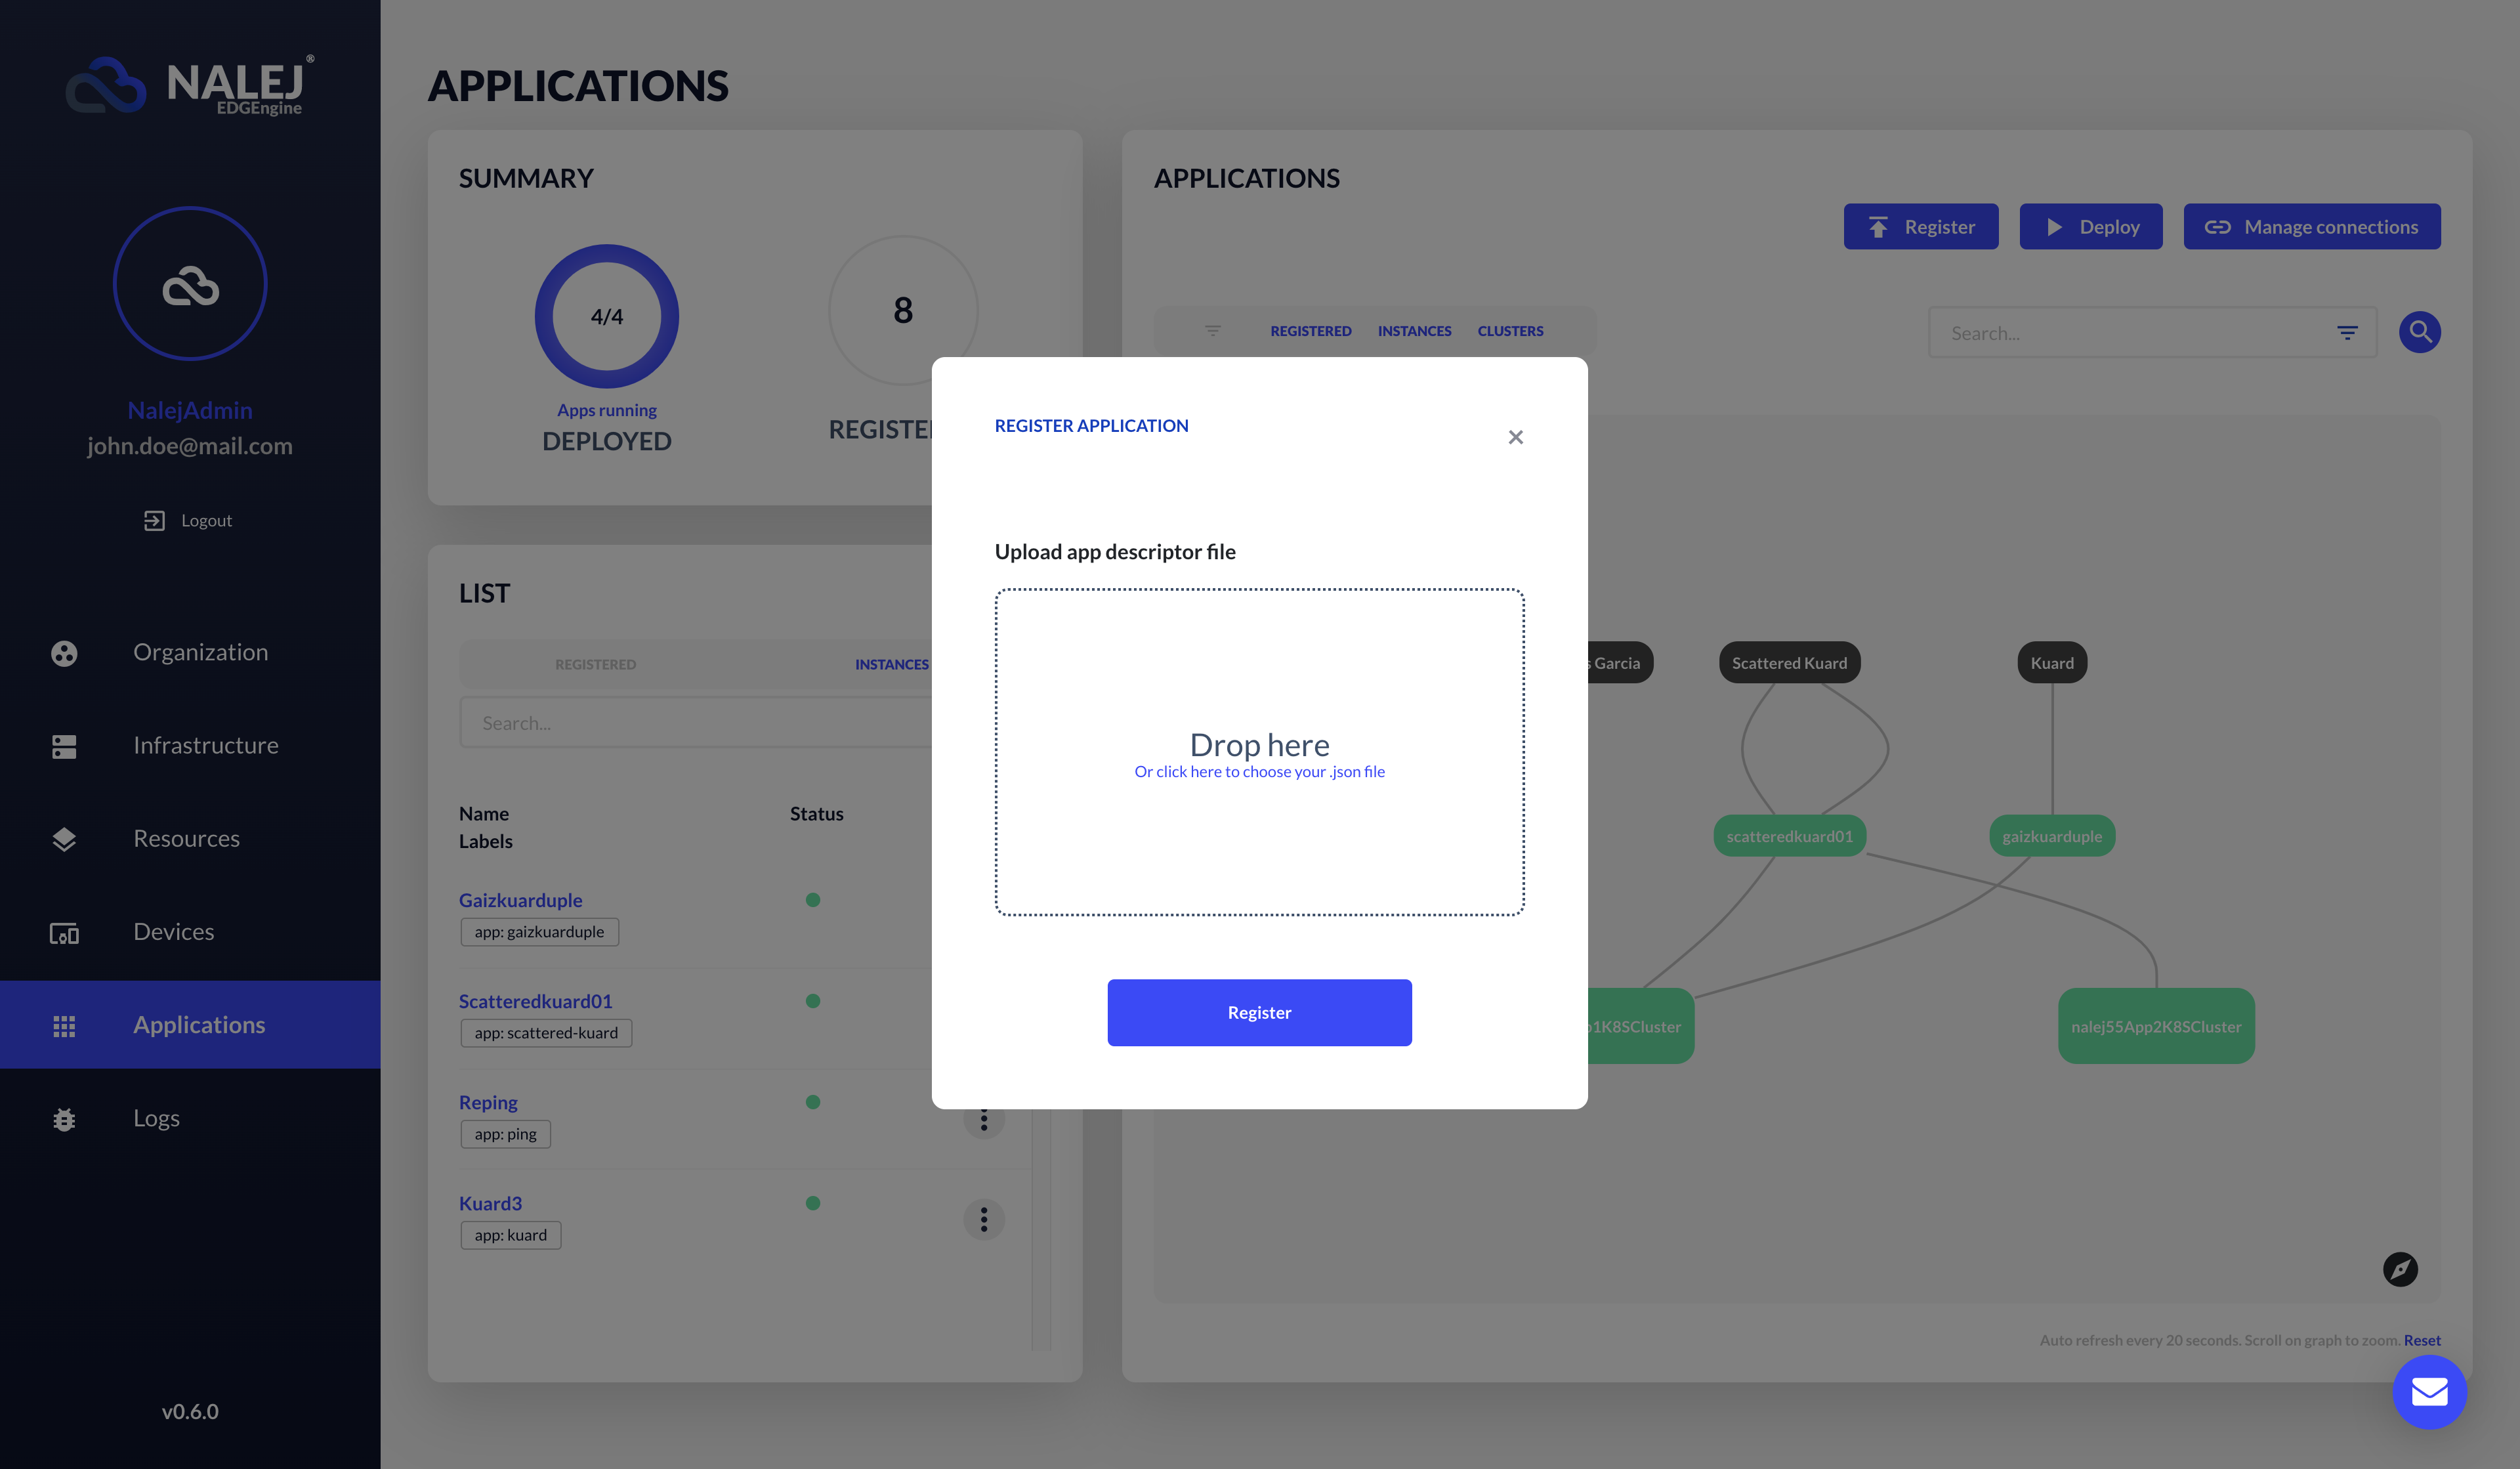 NALEJ®
EDGEngine
NalejAdmin
john.doe@mail.com
Logout
Organization
Infrastructure
Resources
Devices
Applications
Logs
v0.6.0
APPLICATIONS
SUMMARY
4/4
Apps running
DEPLOYED
8
REGISTE
LIST
REGISTERED
INSTANCES
Search...
Name
Status
Labels
Gaizkuarduple
app: gaizkuarduple
Scatteredkuard01
app: scattered-kuard
Reping
app: ping
Kuard3
app: kuard
APPLICATIONS
Register
Deploy
Manage connections
REGISTERED
INSTANCES
CLUSTERS
Search...
REGISTER APPLICATION
Upload app descriptor file
Drop here
Or click here to choose your .json file
Register
s Garcia
Scattered Kuard
Kuard
scatteredkuard01
gaizkuarduple
1K8SCluster
nalej55App2K8SCluster
Auto refresh every 20 seconds. Scroll on graph to zoom. Reset